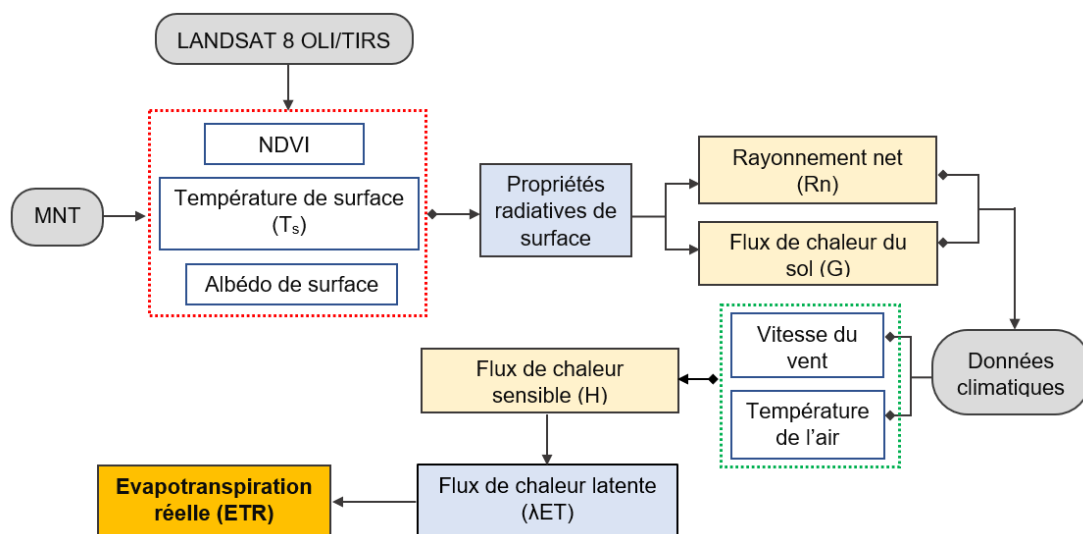 LANDSAT 8 OLI/TIRS
NDVI
Température de surface
(Tₛ)
Albédo de surface
MNT
Propriétés
radiatives de
surface
Rayonnement net
(Rn)
Flux de chaleur du
sol (G)
Vitesse du
vent
Température
de l'air
Données
climatiques
Flux de chaleur
sensible (H)
Flux de chaleur latente
(λET)
Evapotranspiration
réelle (ETR)